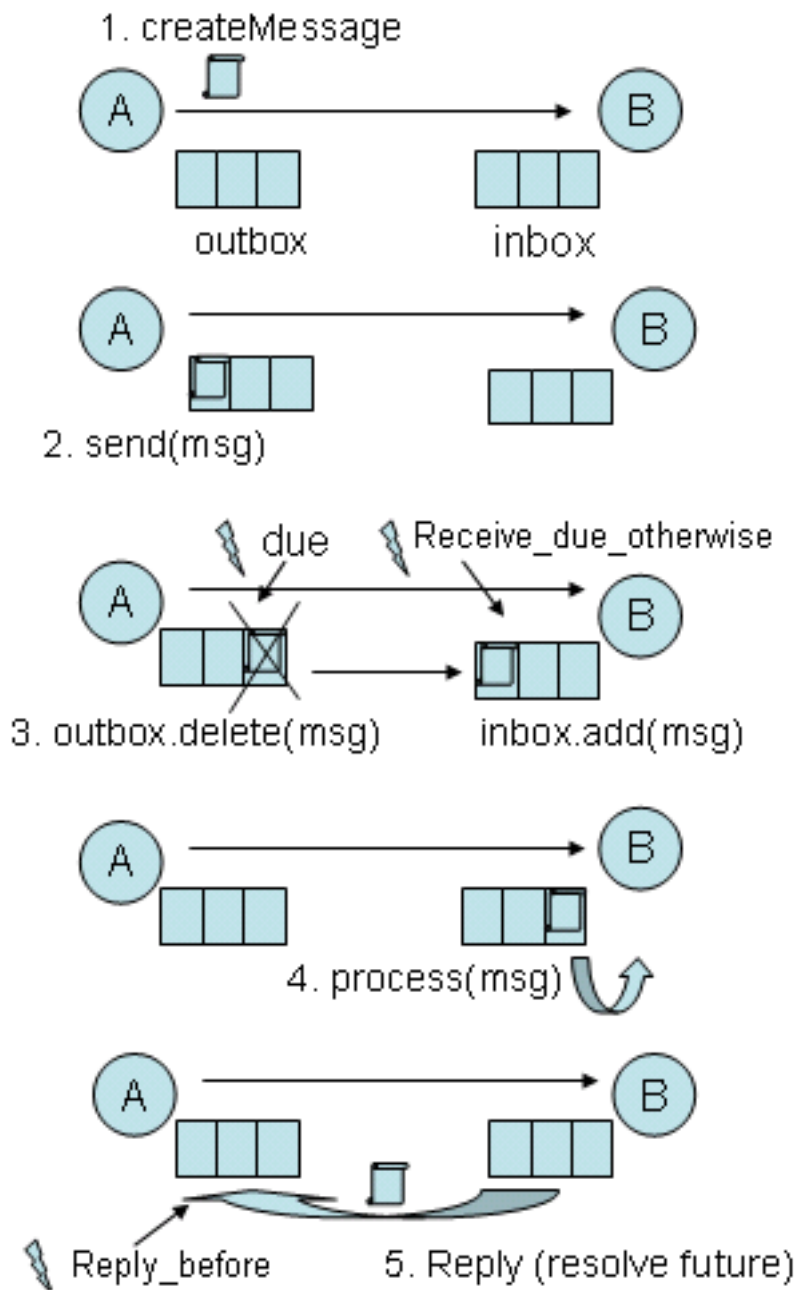 1. createMessage
A
B
outbox
inbox
A
B
2. send(msg)
due
Receive_due_otherwise
A
B
3. outbox.delete(msg)
inbox.add(msg)
A
B
4. process(msg)
A
B
Reply_before
5. Reply (resolve future)